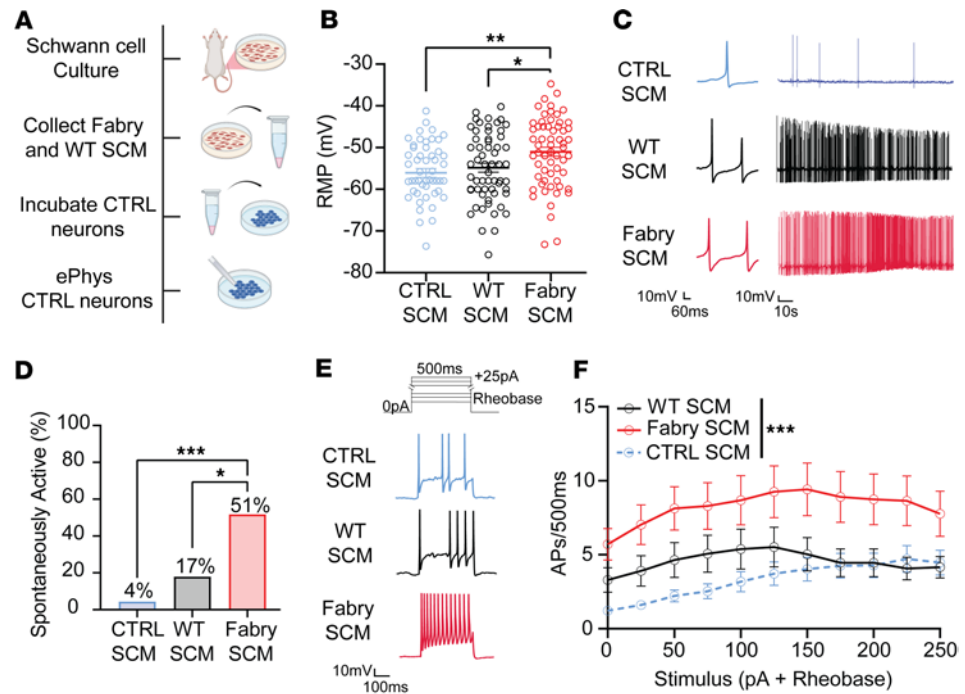 A
Schwann cell
Culture
Collect Fabry
and WT SCM
Incubate CTRL
neurons
ePhys
CTRL neurons
B
**
*
RMP (mV)
-30
-40
-50
-60
-70
-80
CTRL
SCM
WT
SCM
Fabry
SCM
C
CTRL
SCM
WT
SCM
Fabry
SCM
10mV
60ms
10mV
10s
D
Spontaneously Active (%)
100
80
60
40
20
0
***
*
4%
17%
51%
CTRL
SCM
WT
SCM
Fabry
SCM
E
500ms
+25pA
Rheobase
0pA
CTRL
SCM
WT
SCM
Fabry
SCM
10mV
100ms
F
15
10
5
0
APs/500ms
WT SCM
Fabry SCM
CTRL SCM
***
0 50 100 150 200 250
Stimulus (pA + Rheobase)